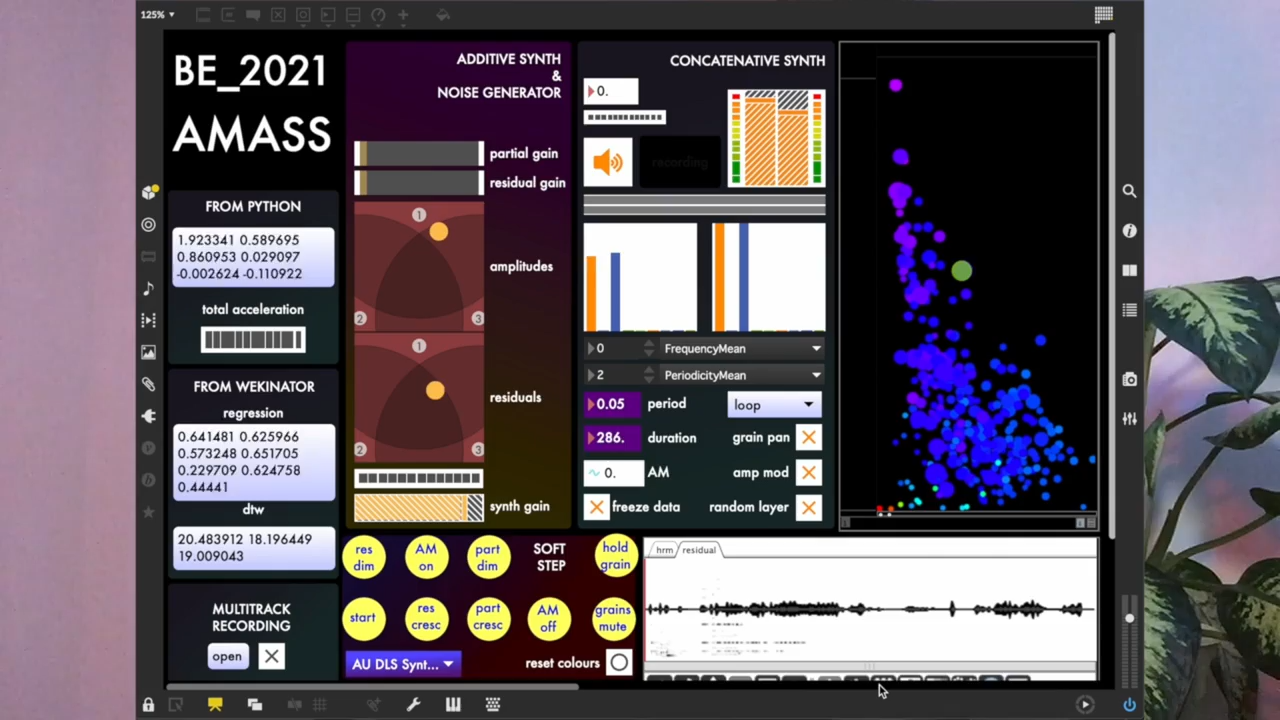 125%
BE_2021
AMASS
FROM PYTHON
1.923341 0.589695
0.860953 0.029097
-0.002624 -0.110922
total acceleration
FROM WEKINATOR
regression
0.641481 0.625966
0.573248 0.651705
0.229709 0.624758
0.44441
dtw
20.483912 18.196449
19.009043
MULTITRACK
RECORDING
open
ADDITIVE SYNTH
&
NOISE GENERATOR
partial gain
residual gain
1
amplitudes
2
3
1
residuals
2
3
synth gain
CONCATENATIVE SYNTH
0.
recording
0
FrequencyMean
2
PeriodicityMean
0.05
period
loop
286.
duration
grain pan
0.
AM
amp mod
freeze data
random layer
res
dim
AM
on
part
dim
SOFT
STEP
hold
grain
start
res
cresc
part
cresc
AM
off
grains
mute
AU DLS Synt...
reset colours
hrm
residual